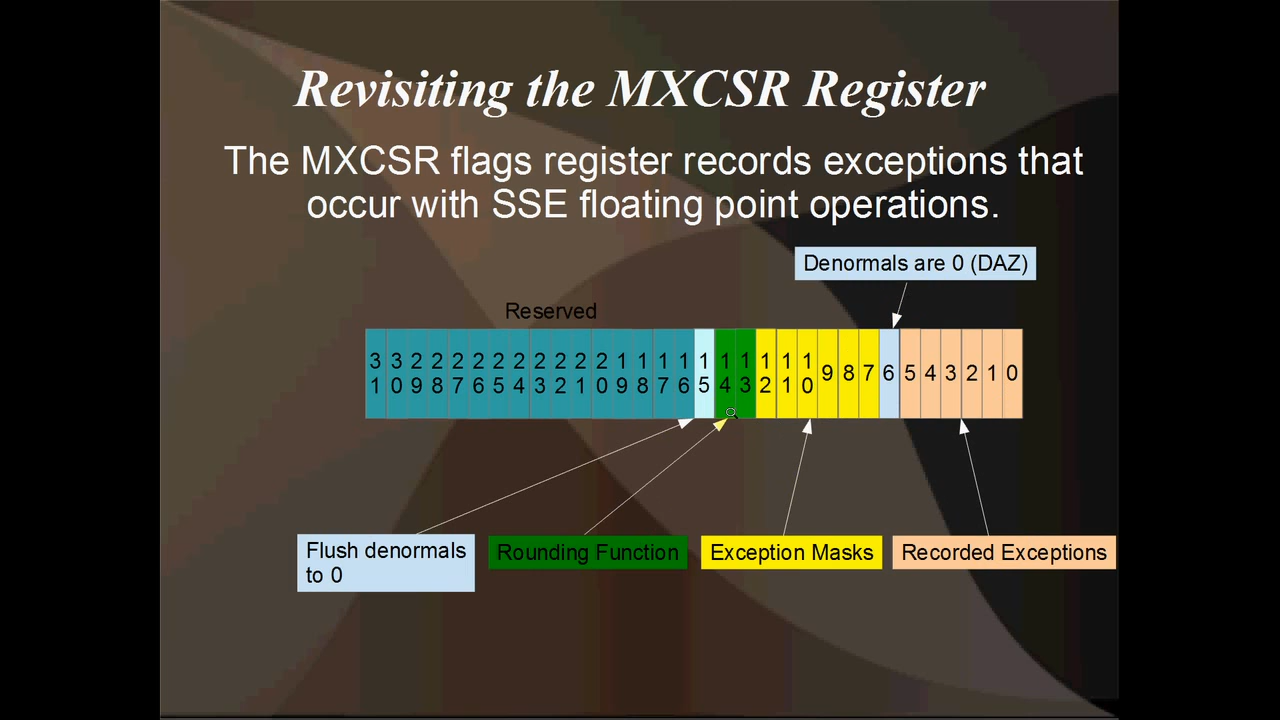 Revisiting the MXCSR Register
The MXCSR flags register records exceptions that
occur with SSE floating point operations.
Denormals are 0 (DAZ)
Reserved
31 30 29 28 27 26 25 24 23 22 21 20 19 18 17 16 15 14 13 12 11 10 9 8 7 6 5 4 3 2 1 0
Flush denormals
to 0
Rounding Function
Exception Masks
Recorded Exceptions